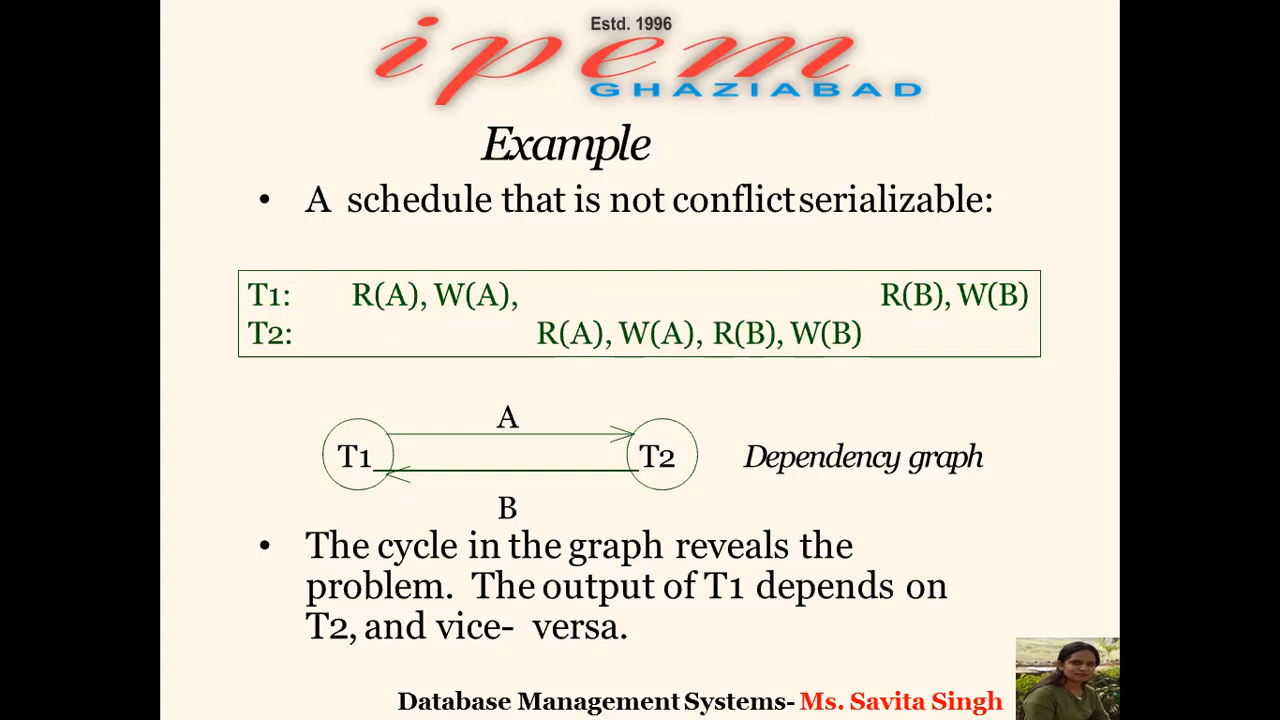 Estd. 1996
ipem
GHAZIABAD
Example
• A schedule that is not conflict serializable:
T1: R(A), W(A), R(B), W(B)
T2: R(A), W(A), R(B), W(B)
A
T1 T2 Dependency graph
B
• The cycle in the graph reveals the
problem. The output of T1 depends on
T2, and vice- versa.
Database Management Systems- Ms. Savita Singh